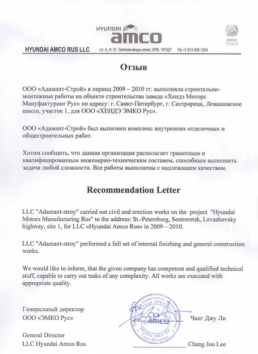 HYUNDAI
amco
HYUNDAI AMCO RUS LLC
Отзыв
ООО «Адамант-Строй» в период 2009 – 2010 гг. выполняла строительно-
монтажные работы на объекте строительства завода «Хендэ Моторс
Мануфактуринг Рус» по адресу: г. Санкт-Петербург, г. Сестрорецк, Левашовское
шоссе, участок 1, для ООО «ХЕНДЭ ЭМКО Рус».
ООО «Адамант-Строй» был выполнен комплекс внутренних отделочных и
общестроительных работ.
Хотим сообщить, что данная организация располагает грамотным и
квалифицированным инженерно-техническим составом, способным выполнить
задачи любой сложности. Все работы выполнены с надлежащим качеством.
Recommendation Letter
LLC "Adamant-stroy" carried out civil and erection works on the project "Hyundai
Motors Manufacturing Rus" to the address: St.-Petersburg, Sestroretsk, Levashovsky
highway, site 1, for LLC «Hyundai Amco Rus» in 2009 – 2010.
LLC "Adamant-stroy" performed a full set of internal finishing and general construction
works.
We would like to inform, that the given company has competent and qualified technical
staff, capable to carry out tasks of any complexity. All works are executed with
appropriate quality.
Генеральный директор
ООО «ЭМКО Рус»
Чанг Джу Ли
General Director
LLC Hyundai Amco Rus
Chang Joo Lee